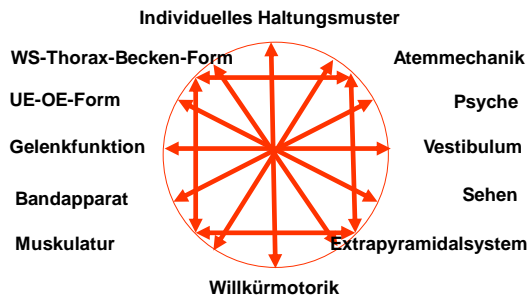 Individuelles Haltungsmuster
WS-Thorax-Becken-Form
Atemmechanik
UE-OE-Form
Psyche
Gelenkfunktion
Vestibulum
Bandapparat
Sehen
Muskulatur
Extrapyramidalsystem
Willkürmotorik